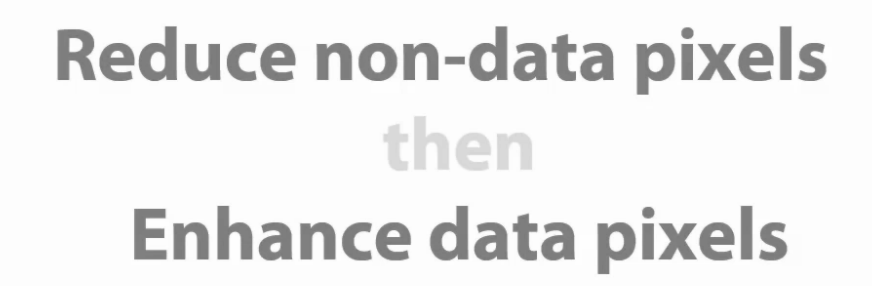 Reduce non-data pixels
then
Enhance data pixels